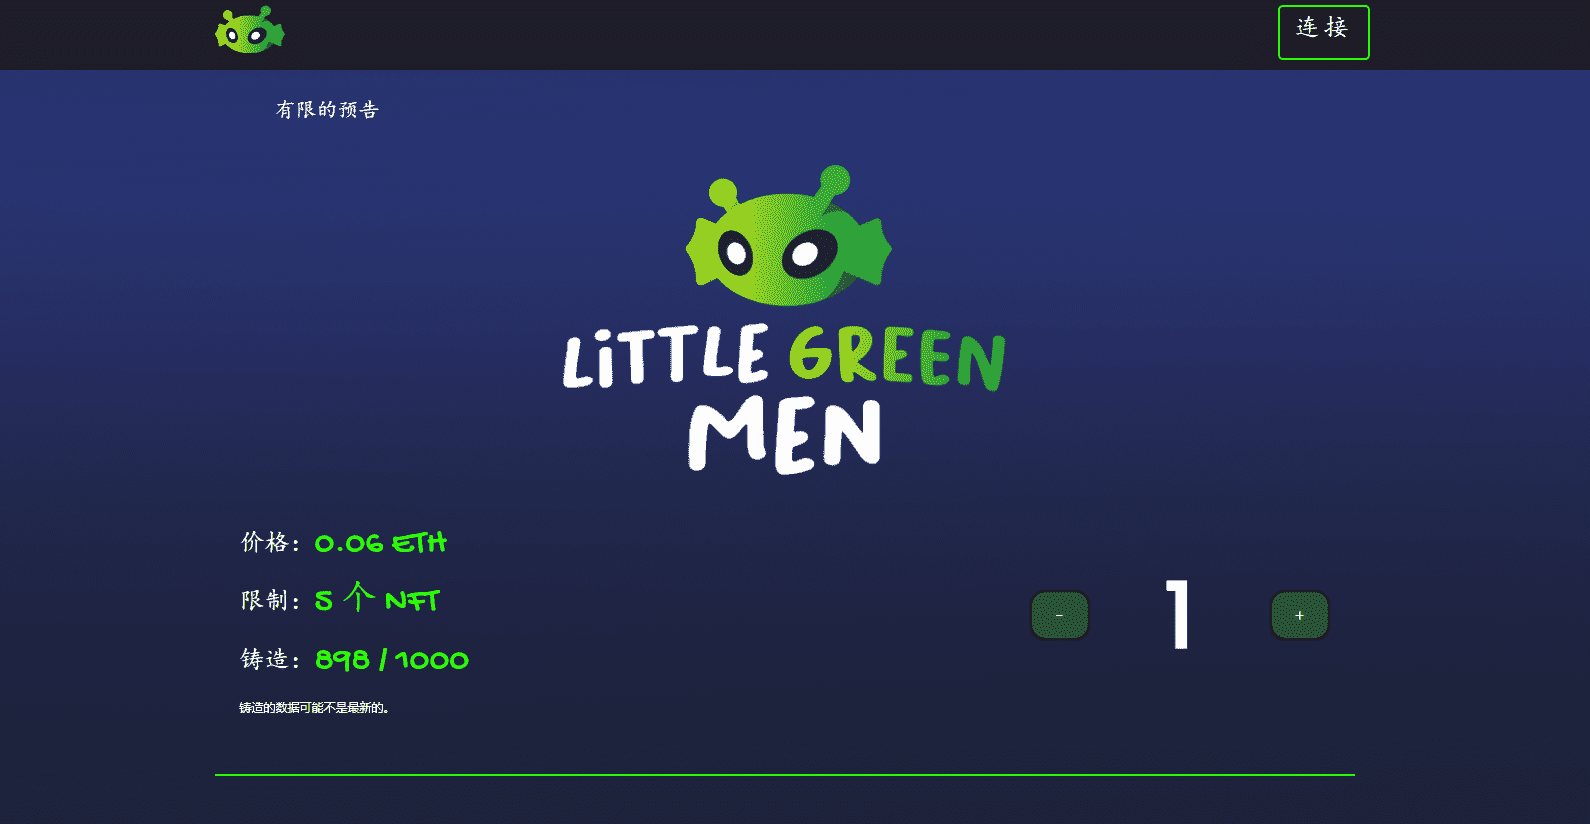 连接
有限的预告
LiTTLE GREEN
MEN
价格：0.06 ETH
限制：5 个 NFT
铸造：898 / 1000
- 1 +
铸造的数据可能不是最新的。